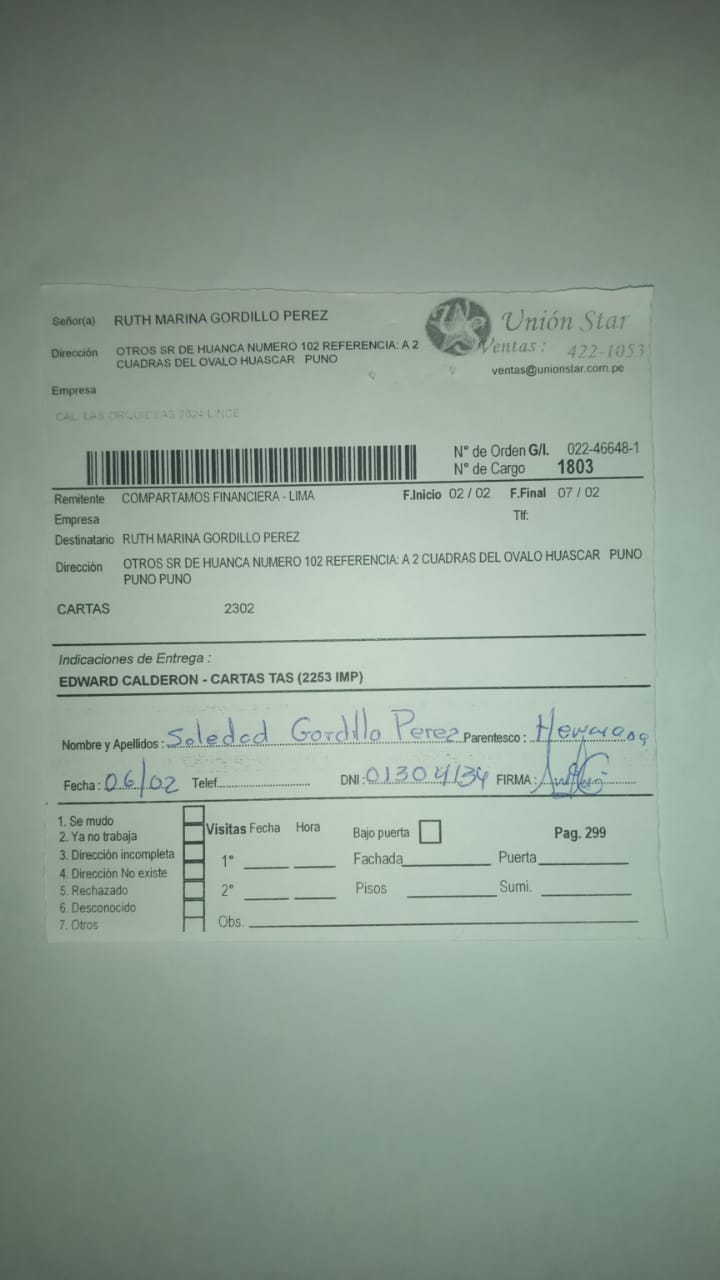 Señor(a) RUTH MARINA GORDILLO PEREZ
Unión Star
Ventas : 422-1053
ventas@unionstar.com.pe
Dirección OTROS SR DE HUANCA NUMERO 102 REFERENCIA: A 2
CUADRAS DEL OVALO HUASCAR PUNO
Empresa
CAL. LAS ORQUIDEAS 2624 LINCE
N° de Orden G/I. 022-46648-1
N° de Cargo 1803
Remitente COMPARTAMOS FINANCIERA - LIMA F.Inicio 02 / 02 F.Final 07 / 02
Empresa Tlf:
Destinatario RUTH MARINA GORDILLO PEREZ
Dirección OTROS SR DE HUANCA NUMERO 102 REFERENCIA: A 2 CUADRAS DEL OVALO HUASCAR PUNO
PUNO PUNO
CARTAS 2302
Indicaciones de Entrega :
EDWARD CALDERON - CARTAS TAS (2253 IMP)
Nombre y Apellidos : Soledad Gordillo Perez Parentesco : Hermana
Fecha : 06/02 Telef. DNI : 01304134 FIRMA :
1. Se mudo
2. Ya no trabaja
3. Dirección incompleta
4. Dirección No existe
5. Rechazado
6. Desconocido
7. Otros
Visitas Fecha Hora Bajo puerta Pag. 299
1° Fachada Puerta
2° Pisos Sumi.
Obs.